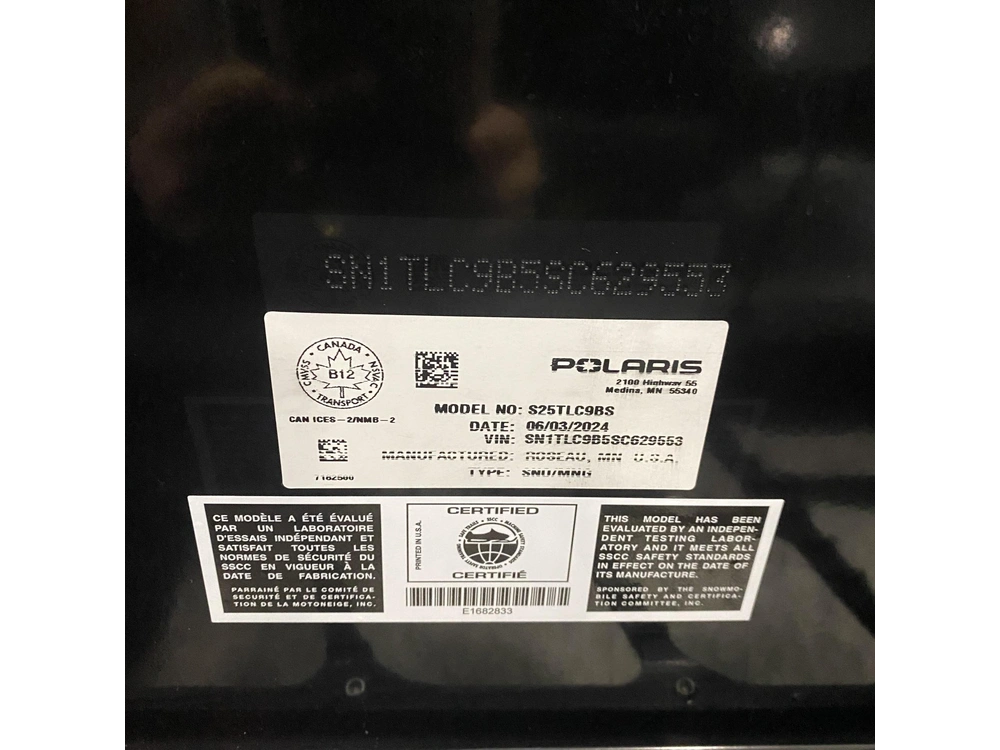 SN1TLC9B5SC629553
CANADA
CMVSS
NSVAC
B12
TRANSPORT
CAN ICES-2/NMB-2
7182500
POLARIS
2100 Highway 55
Medina, MN 55340
MODEL NO: S25TLC9BS
DATE: 06/03/2024
VIN: SN1TLC9B5SC629553
MANUFACTURED: ROSEAU, MN U.S.A.
TYPE: SNO/MNG
CE MODÈLE A ÉTÉ ÉVALUÉ
PAR UN LABORATOIRE
D'ESSAIS INDÉPENDANT ET
SATISFAIT TOUTES LES
NORMES DE SÉCURITÉ DU
SSCC EN VIGUEUR À LA
DATE DE FABRICATION.
PARRAINÉ PAR LE COMITÉ DE
SECURITÉ ET DE CERTIFICA-
TION DE LA MOTONEIGE, INC.
PRINTED IN U.S.A.
CERTIFIED
SSCC
CERTIFIÉ
E1682833
THIS MODEL HAS BEEN
EVALUATED BY AN INDEPEN-
DENT TESTING LABOR-
ATORY AND IT MEETS ALL
SSCC SAFETY STANDARDS
IN EFFECT ON THE DATE OF
ITS MANUFACTURE.
SPONSORED BY THE SNOWMO-
BILE SAFETY AND CERTIFICA-
TION COMMITTEE, INC.